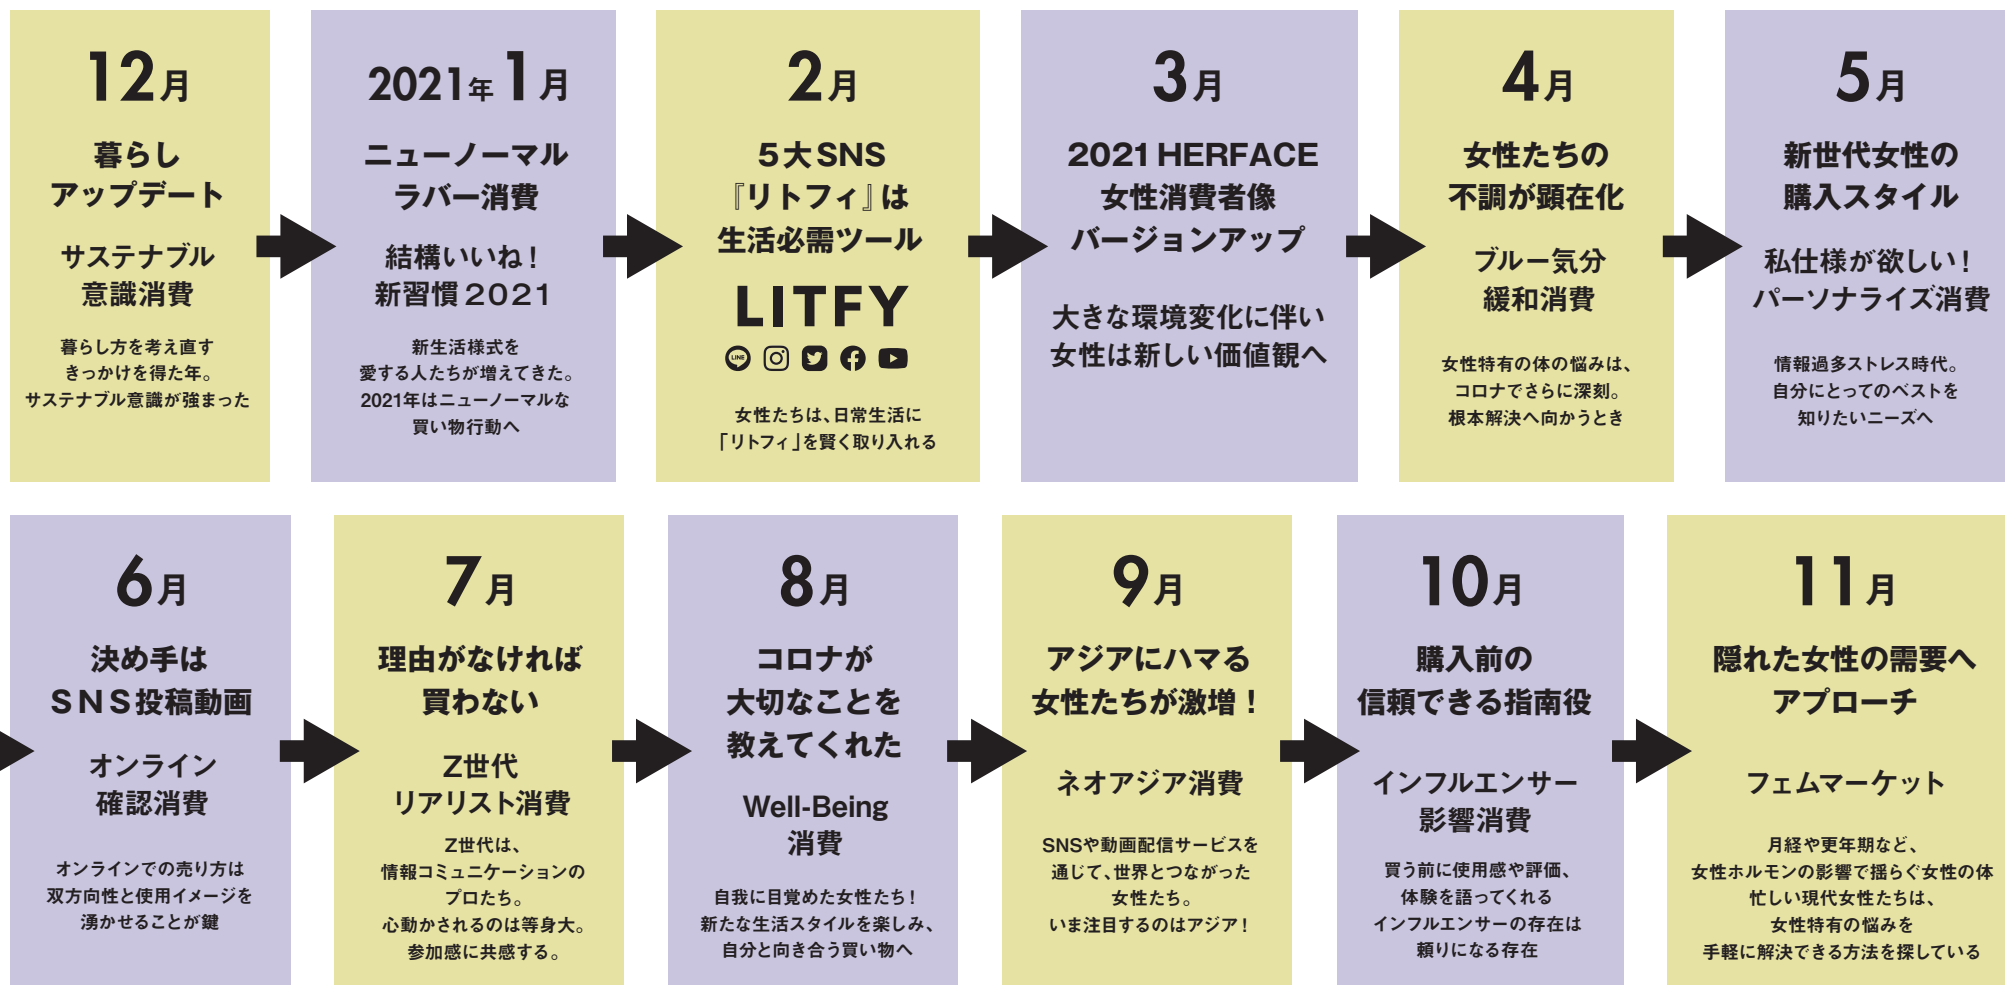 12月
暮らし
アップデート
サステナブル
意識消費
暮らし方を考え直す
きっかけを得た年。
サステナブル意識が強まった
2021年1月
ニューノーマル
ラバー消費
結構いいね!
新習慣2021
新生活様式を
愛する人たちが増えてきた。
2021年はニューノーマルな
買い物行動へ
2月
5大SNS
『リトフィ』は
生活必需ツール
LITFY
LINE
女性たちは、日常生活に
「リトフィ」を賢く取り入れる
3月
2021 HERFACE
女性消費者像
バージョンアップ
大きな環境変化に伴い
女性は新しい価値観へ
4月
女性たちの
不調が顕在化
ブルー気分
緩和消費
女性特有の体の悩みは、
コロナでさらに深刻。
根本解決へ向かうとき
5月
新世代女性の
購入スタイル
私仕様が欲しい!
パーソナライズ消費
情報過多ストレス時代。
自分にとってのベストを
知りたいニーズへ
6月
決め手は
SNS投稿動画
オンライン
確認消費
オンラインでの売り方は
双方向性と使用イメージを
湧かせることが鍵
7月
理由がなければ
買わない
Z世代
リアリスト消費
Z世代は、
情報コミュニケーションの
プロたち。
心動かされるのは等身大。
参加感に共感する。
8月
コロナが
大切なことを
教えてくれた
Well-Being
消費
自我に目覚めた女性たち!
新たな生活スタイルを楽しみ、
自分と向き合う買い物へ
9月
アジアにハマる
女性たちが激増!
ネオアジア消費
SNSや動画配信サービスを
通じて、世界とつながった
女性たち。
いま注目するのはアジア!
10月
購入前の
信頼できる指南役
インフルエンサー
影響消費
買う前に使用感や評価、
体験を語ってくれる
インフルエンサーの存在は
頼りになる存在
11月
隠れた女性の需要へ
アプローチ
フェムマーケット
月経や更年期など、
女性ホルモンの影響で揺らぐ女性の体
忙しい現代女性たちは、
女性特有の悩みを
手軽に解決できる方法を探している